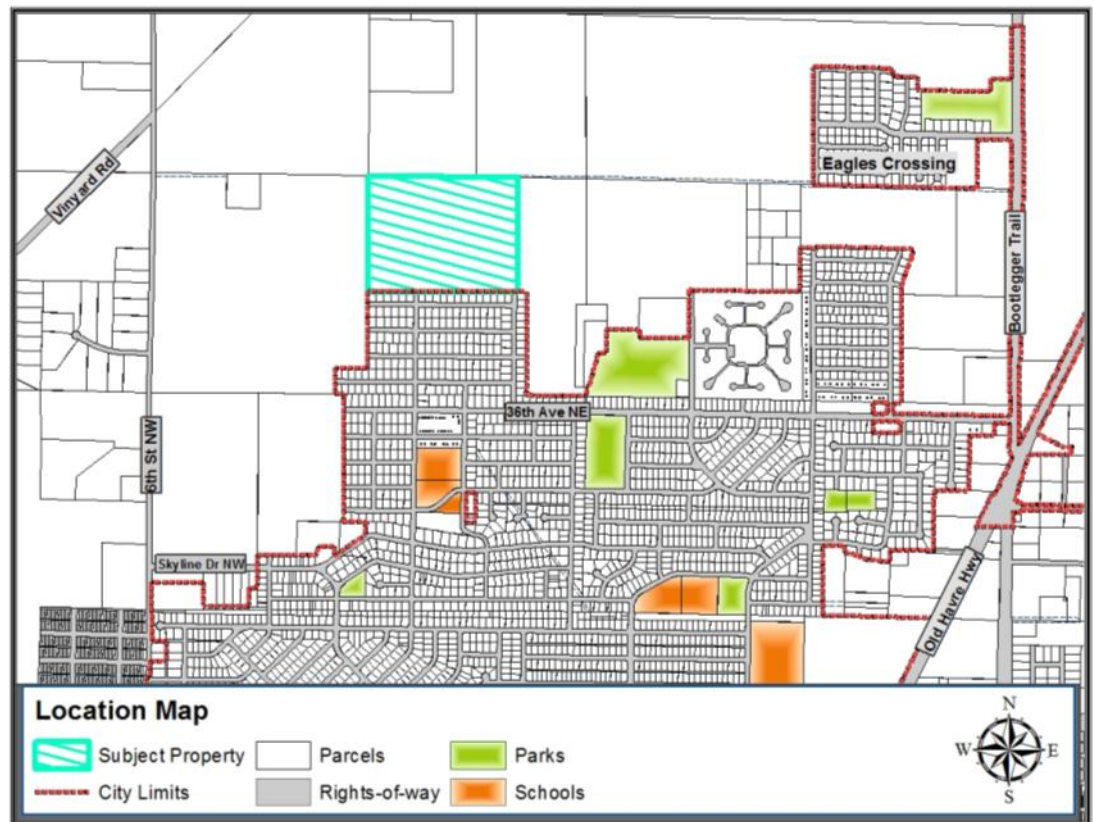 Eagles Crossing
Vinyard Rd
Bootlegger Trail
36th Ave NE
6th St NW
Skyline Dr NW
Old Havre Hwy
Location Map
Subject Property
Parcels
Parks
City Limits
Rights-of-way
Schools
N
W
E
S